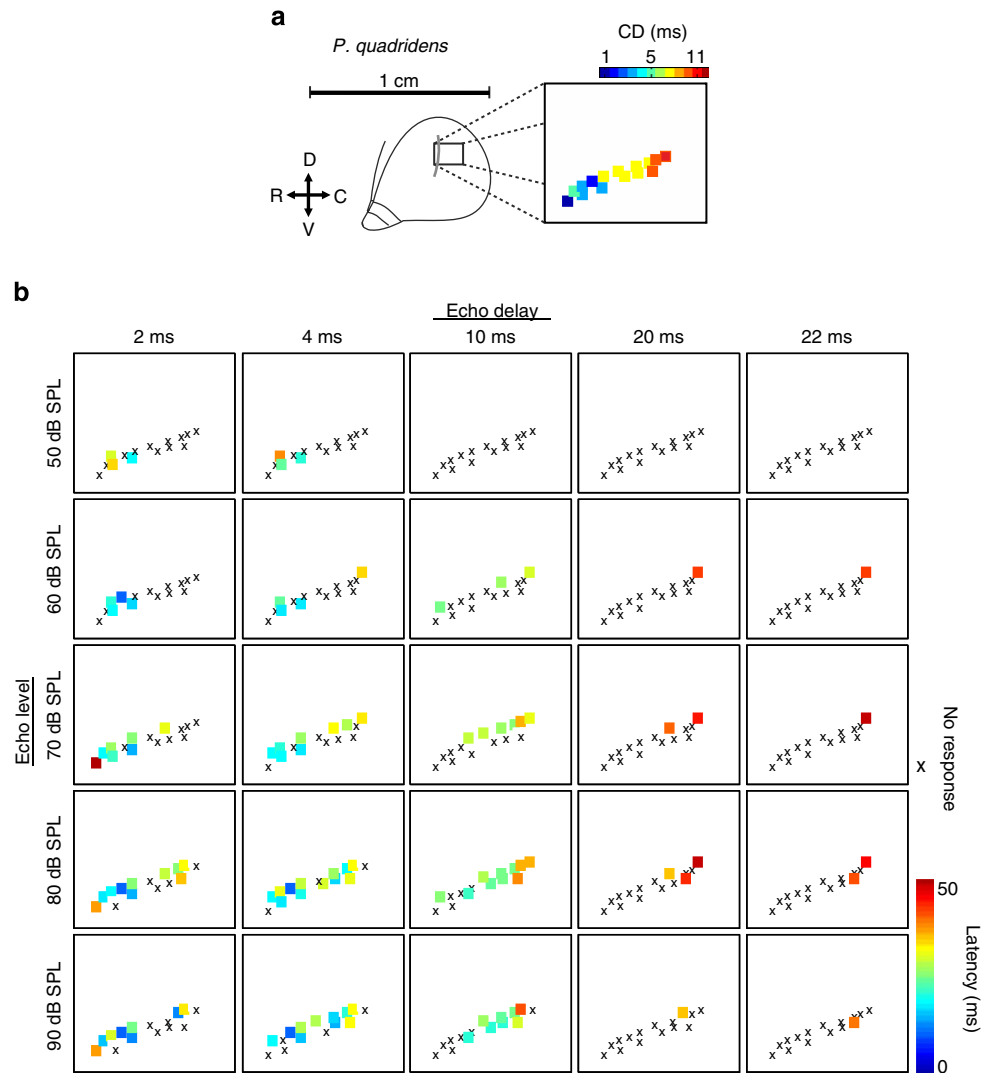 a
P. quadridens
CD (ms)
1 5 11
1 cm
D
R C
V
b
Echo delay
2 ms 4 ms 10 ms 20 ms 22 ms
50 dB SPL
60 dB SPL
70 dB SPL
80 dB SPL
90 dB SPL
Echo level
x No response
50
Latency (ms)
0